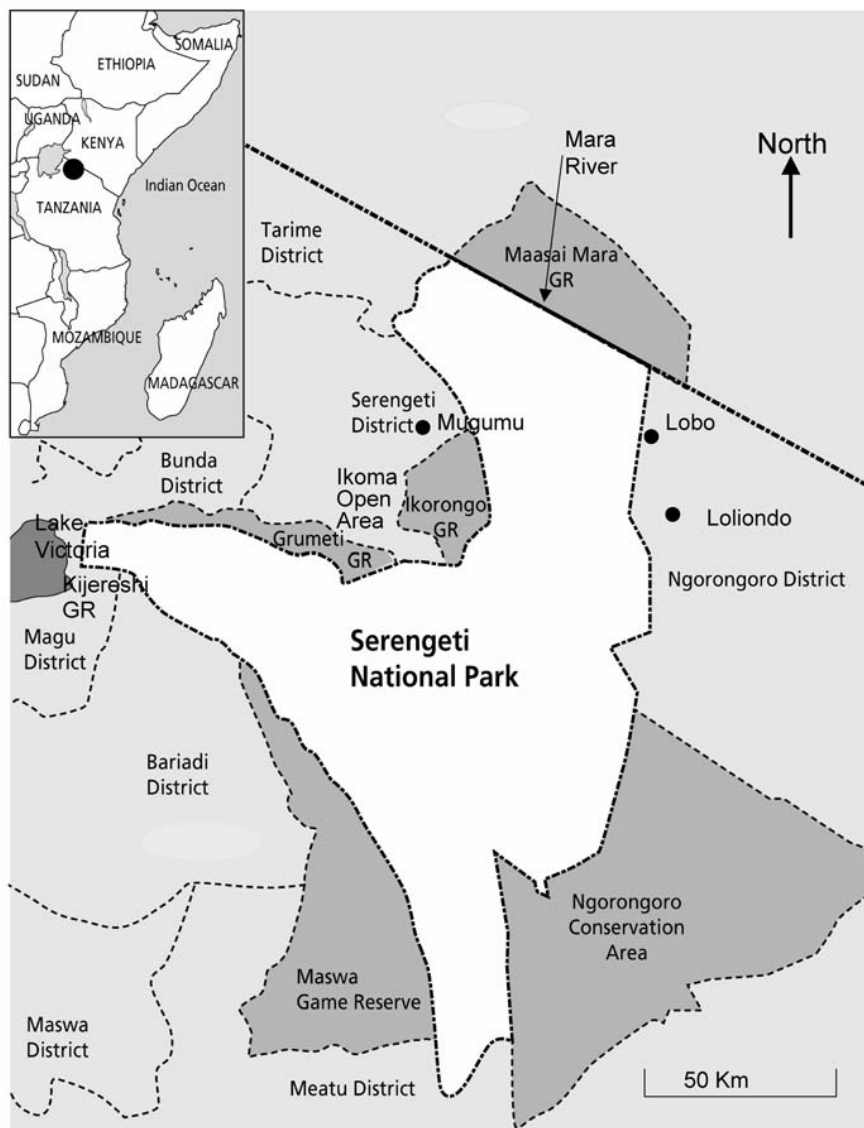 SOMALIA
ETHIOPIA
SUDAN
UGANDA
KENYA
Indian Ocean
TANZANIA
MOZAMBIQUE
MADAGASCAR
Mara
River
North
Tarime
District
Maasai Mara
GR
Serengeti
District
Mugumu
Lobo
Bunda
District
Ikoma
Open
Area
Ikorongo
GR
Loliondo
Lake
Victoria
Grumeti
GR
Kijereshi
GR
Ngorongoro District
Magu
District
Serengeti
National Park
Bariadi
District
Ngorongoro
Conservation
Area
Maswa
Game Reserve
Maswa
District
Meatu District
50 Km